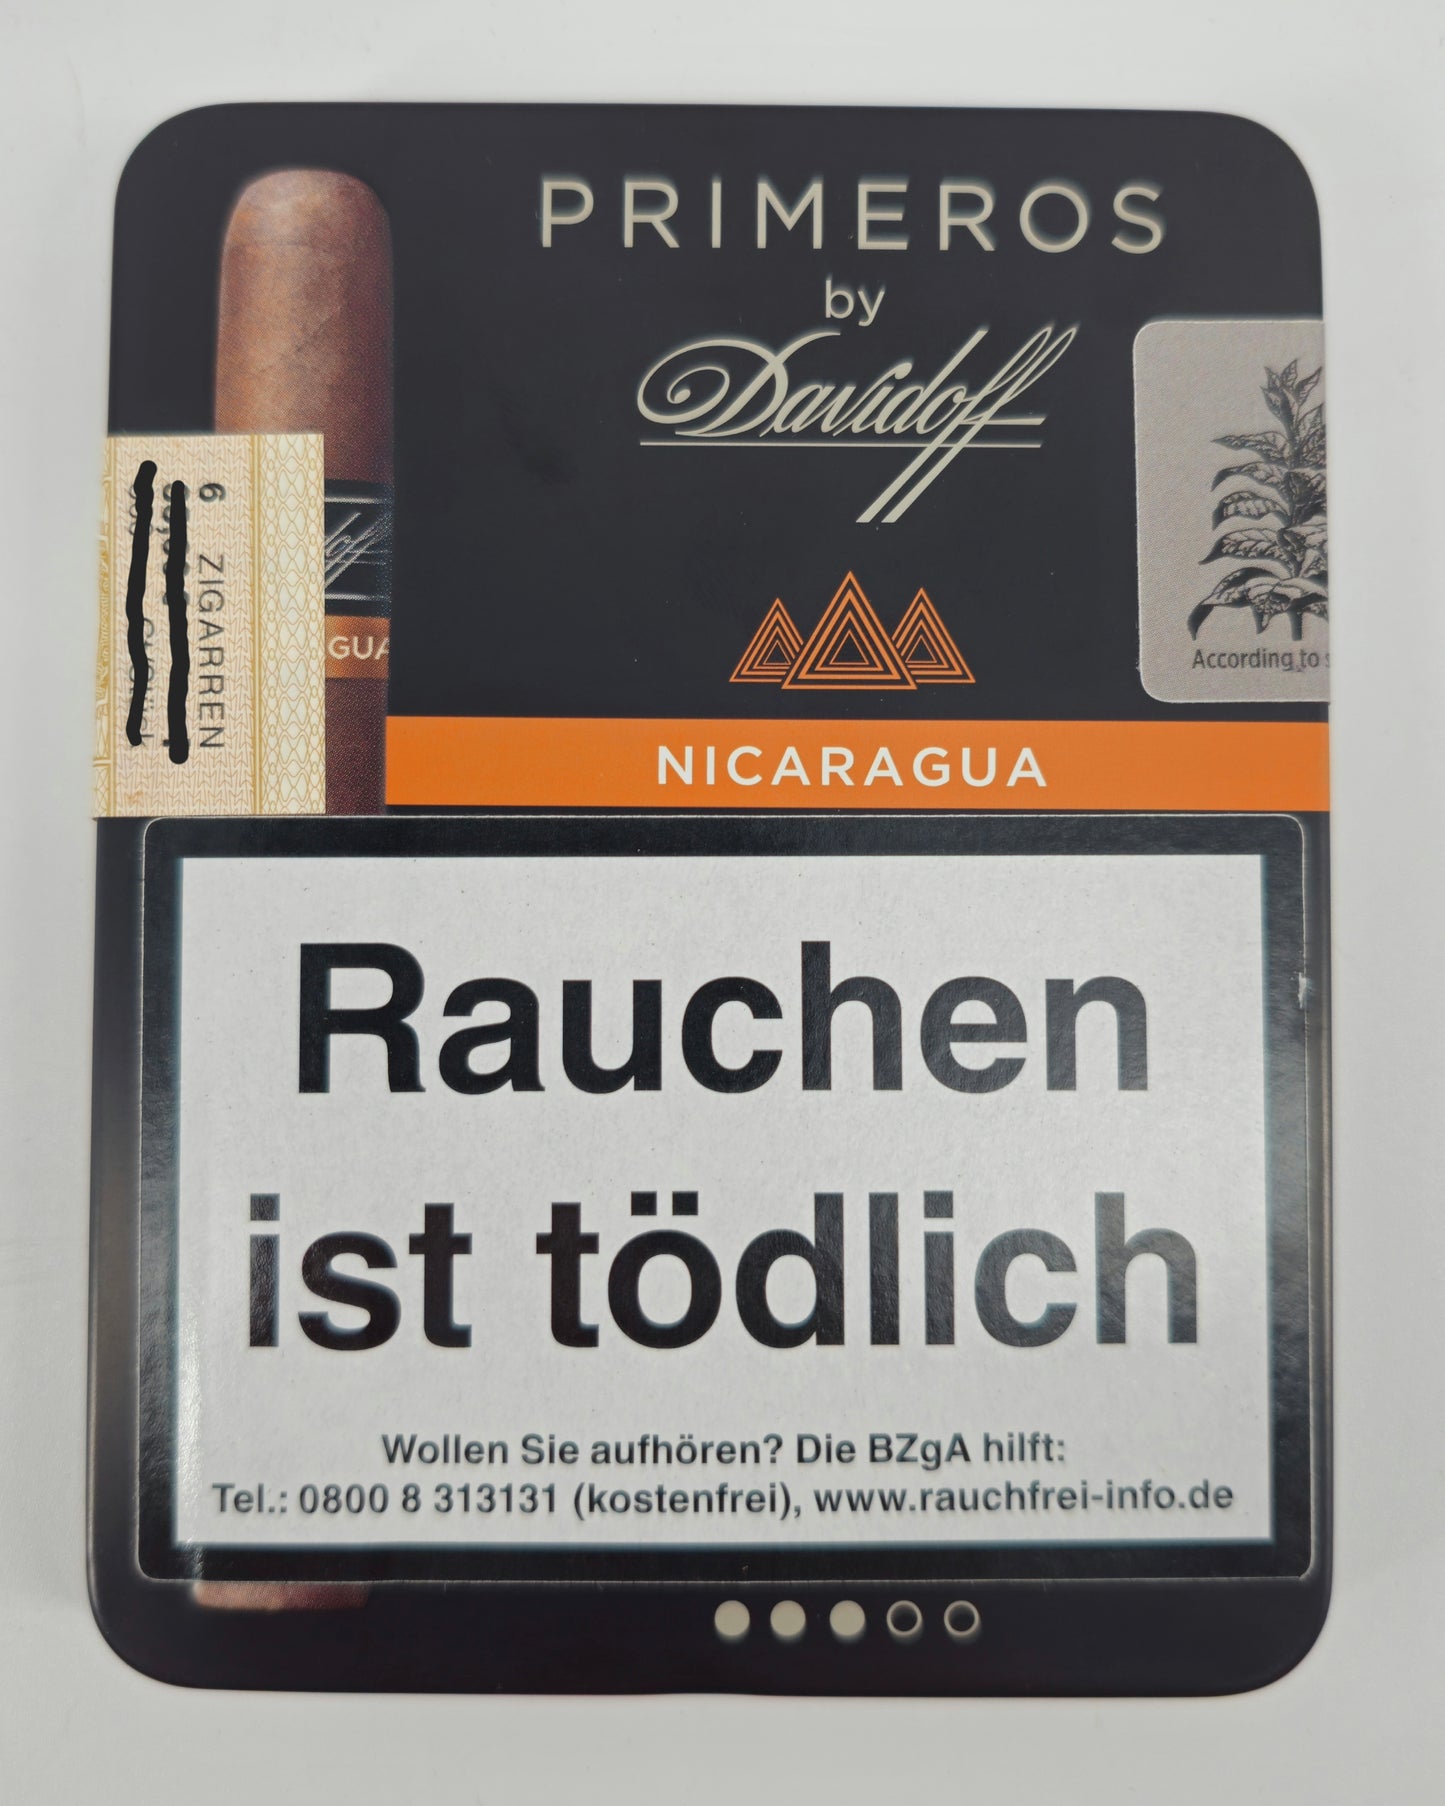 PRIMEROS
by
Davidoff
According to
NICARAGUA
6 ZIGARREN
GUA
Rauchen
ist tödlich
Wollen Sie aufhören? Die BZgA hilft:
Tel.: 0800 8 313131 (kostenfrei), www.rauchfrei-info.de